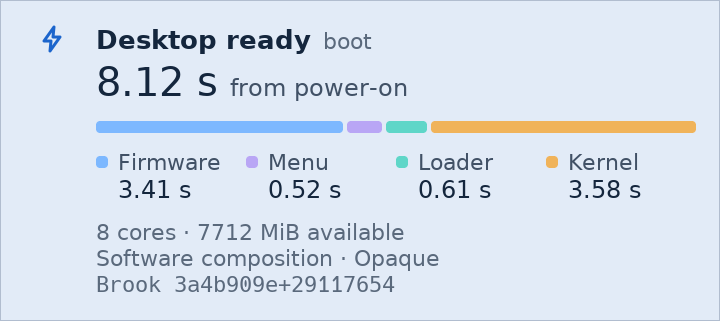 Desktop ready boot
8.12 s from power-on
Firmware Menu Loader Kernel
3.41 s 0.52 s 0.61 s 3.58 s
8 cores · 7712 MiB available
Software composition · Opaque
Brook 3a4b909e+29117654